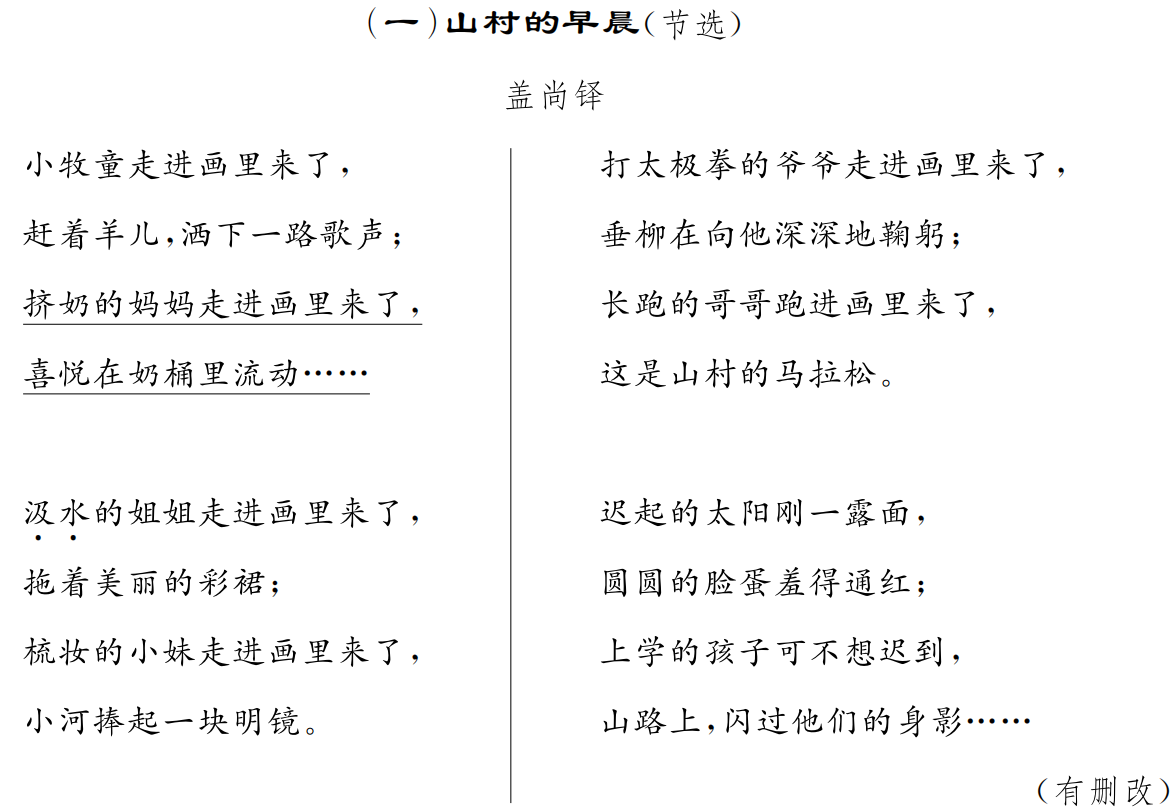 (一)山村的早晨(节选)
盖尚铎
小牧童走进画里来了，
赶着羊儿，洒下一路歌声；
挤奶的妈妈走进画里来了，
喜悦在奶桶里流动……
汲水的姐姐走进画里来了，
拖着美丽的彩裙；
梳妆的小妹走进画里来了，
小河捧起一块明镜。
打太极拳的爷爷走进画里来了，
垂柳在向他深深地鞠躬；
长跑的哥哥跑进画里来了，
这是山村的马拉松。
迟起的太阳刚一露面，
圆圆的脸蛋羞得通红；
上学的孩子可不想迟到，
山路上，闪过他们的身影……
(有删改)